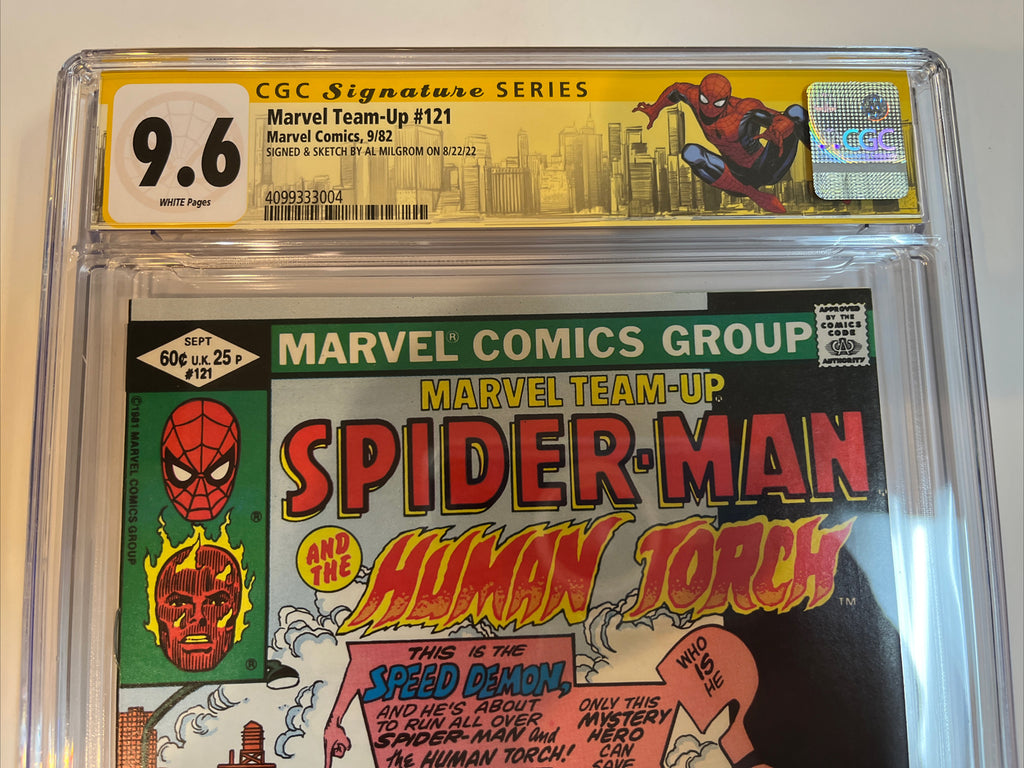 CGC Signature SERIES
9.6
WHITE Pages
Marvel Team-Up #121
Marvel Comics, 9/82
SIGNED & SKETCH BY AL MILGROM ON 8/22/22
4099333004
CGC
SEPT
60¢ U.K. 25 P
#121
MARVEL® COMICS GROUP
APPROVED
BY THE
COMICS
CODE
CA
AUTHORITY
©1981 MARVEL COMICS GROUP
MARVEL TEAM-UP
SPIDER-MAN
AND
THE
HUMAN TORCH™
®
®
THIS IS THE
SPEED DEMON,
AND HE'S ABOUT
TO RUN ALL OVER
SPIDER-MAN and
the HUMAN TORCH!
ONLY THIS
MYSTERY
HERO
CAN
SAVE
WHO
IS
HE